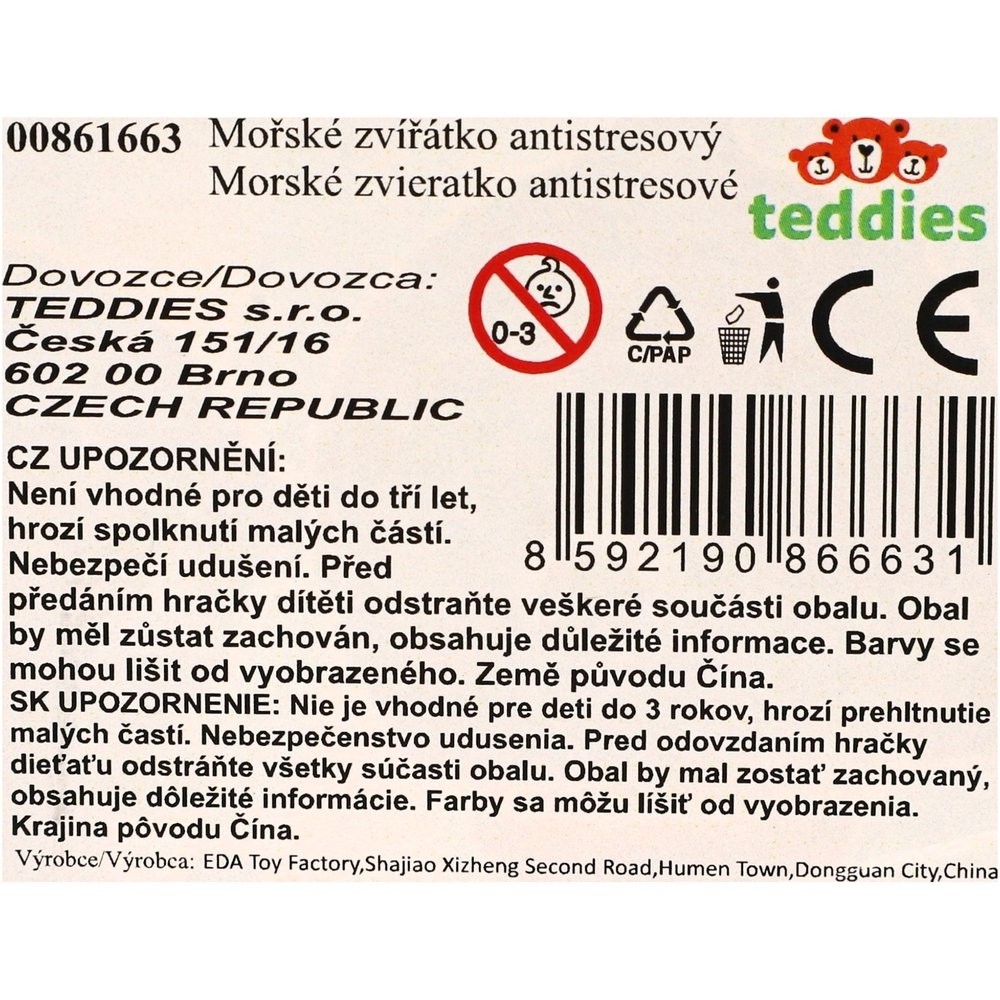 00861663 Mořské zvířátko antistresový
Morské zvieratko antistresové
teddies
Dovozce/Dovozca:
TEDDIES s.r.o.
Česká 151/16
602 00 Brno
CZECH REPUBLIC
0-3
C/PAP
CE
CZ UPOZORNĚNÍ:
Není vhodné pro děti do tří let,
hrozí spolknutí malých částí.
Nebezpečí udušení. Před
předáním hračky dítěti odstraňte veškeré součásti obalu. Obal
by měl zůstat zachován, obsahuje důležité informace. Barvy se
mohou lišit od vyobrazeného. Země původu Čína.
8 592190 866631
SK UPOZORNENIE: Nie je vhodné pre deti do 3 rokov, hrozí prehltnutie
malých častí. Nebezpečenstvo udusenia. Pred odovzdaním hračky
dieťaťu odstráňte všetky súčasti obalu. Obal by mal zostať zachovaný,
obsahuje dôležité informácie. Farby sa môžu líšiť od vyobrazenia.
Krajina pôvodu Čína.
Výrobce/Výrobca: EDA Toy Factory,Shajiao Xizheng Second Road,Humen Town,Dongguan City,China